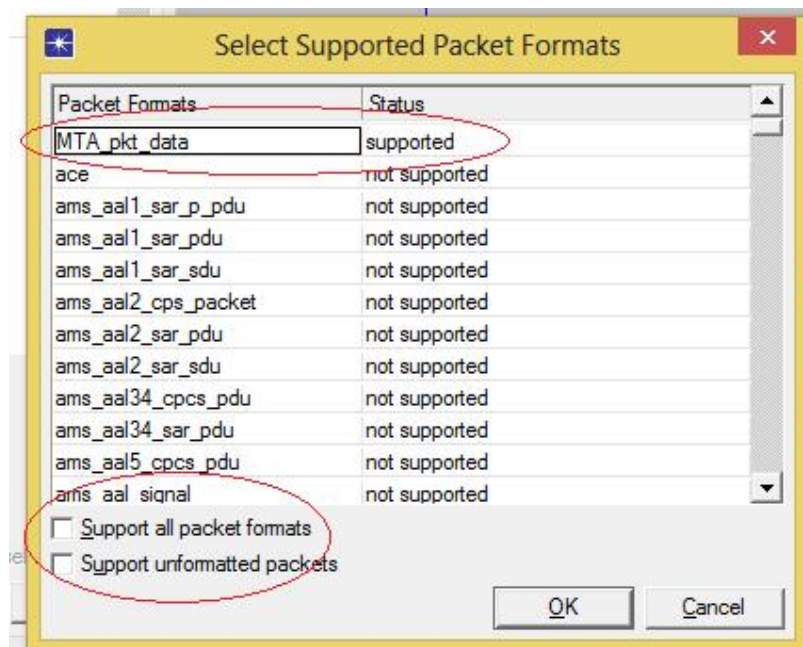 Select Supported Packet Formats
Packet Formats Status
MTA_pkt_data supported
ace not supported
ams_aal1_sar_p_pdu not supported
ams_aal1_sar_pdu not supported
ams_aal1_sar_sdu not supported
ams_aal2_cps_packet not supported
ams_aal2_sar_pdu not supported
ams_aal2_sar_sdu not supported
ams_aal34_cpcs_pdu not supported
ams_aal34_sar_pdu not supported
ams_aal5_cpcs_pdu not supported
ams_aal_signal not supported
Support all packet formats
Support unformatted packets
OK Cancel